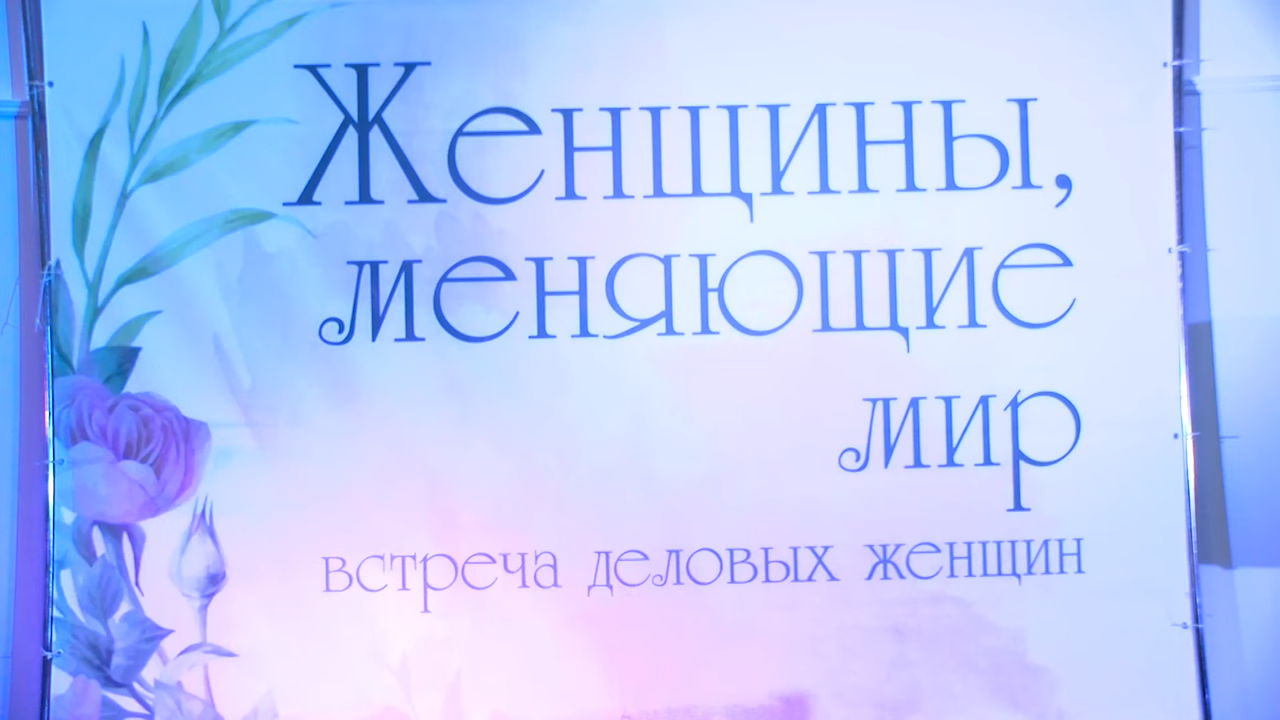 Женщины,
меняющие
мир
встреча деловых женщин